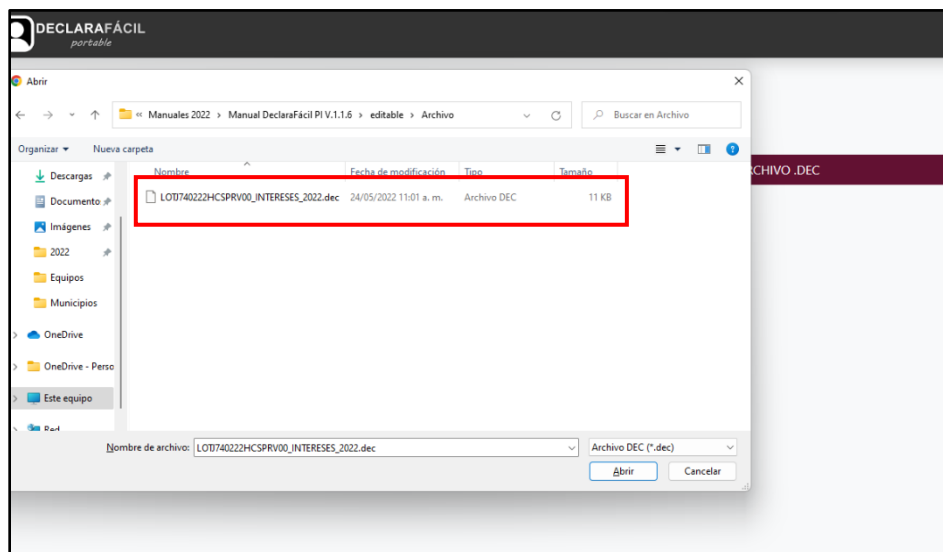 DECLARAFÁCIL
portable
Abrir
« Manuales 2022 > Manual DeclaraFácil PI V.1.1.6 > editable > Archivo
Buscar en Archivo
Organizar
Nueva carpeta
CHIVO .DEC
Nombre Fecha de modificación Tipo Tamaño
LOTJ740222HCSPRV00_INTERESES_2022.dec 24/05/2022 11:01 a. m. Archivo DEC 11 KB
Descargas
Documento
Imágenes
2022
Equipos
Municipios
OneDrive
OneDrive - Perso
Este equipo
Red
Nombre de archivo: LOTJ740222HCSPRV00_INTERESES_2022.dec
Archivo DEC (*.dec)
Abrir Cancelar